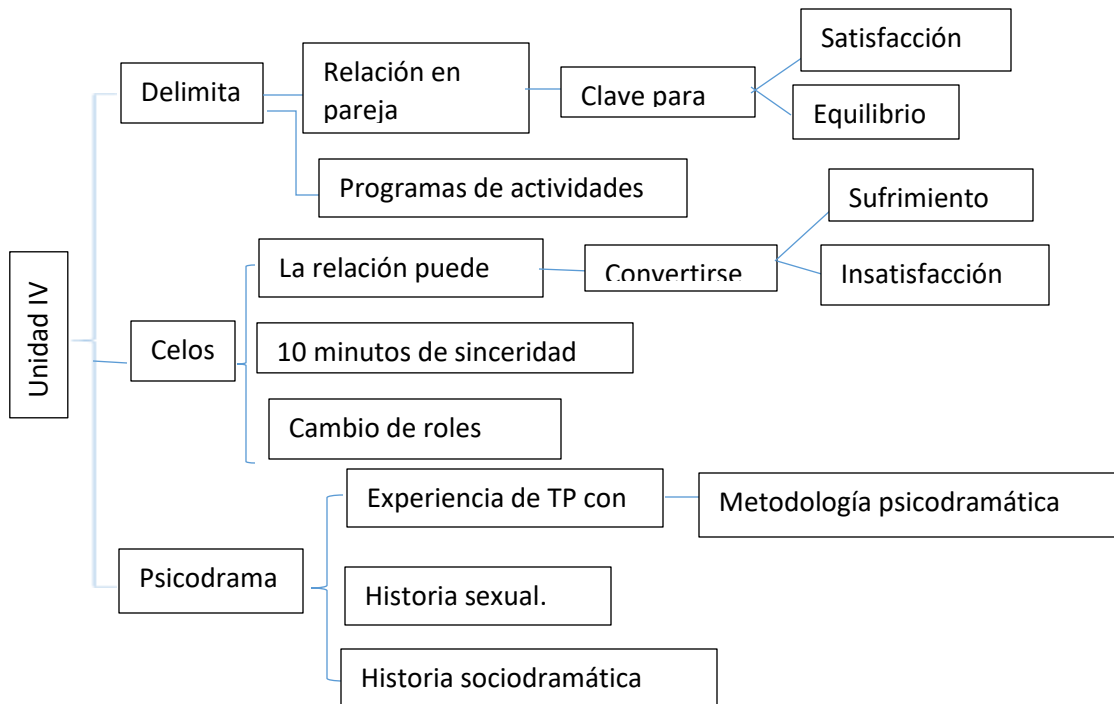 Unidad IV
Delimita
Relación en
pareja
Clave para
Satisfacción
Equilibrio
Programas de actividades
Celos
La relación puede
Convertirse
Sufrimiento
Insatisfacción
10 minutos de sinceridad
Cambio de roles
Psicodrama
Experiencia de TP con
Metodología psicodramática
Historia sexual.
Historia sociodramática